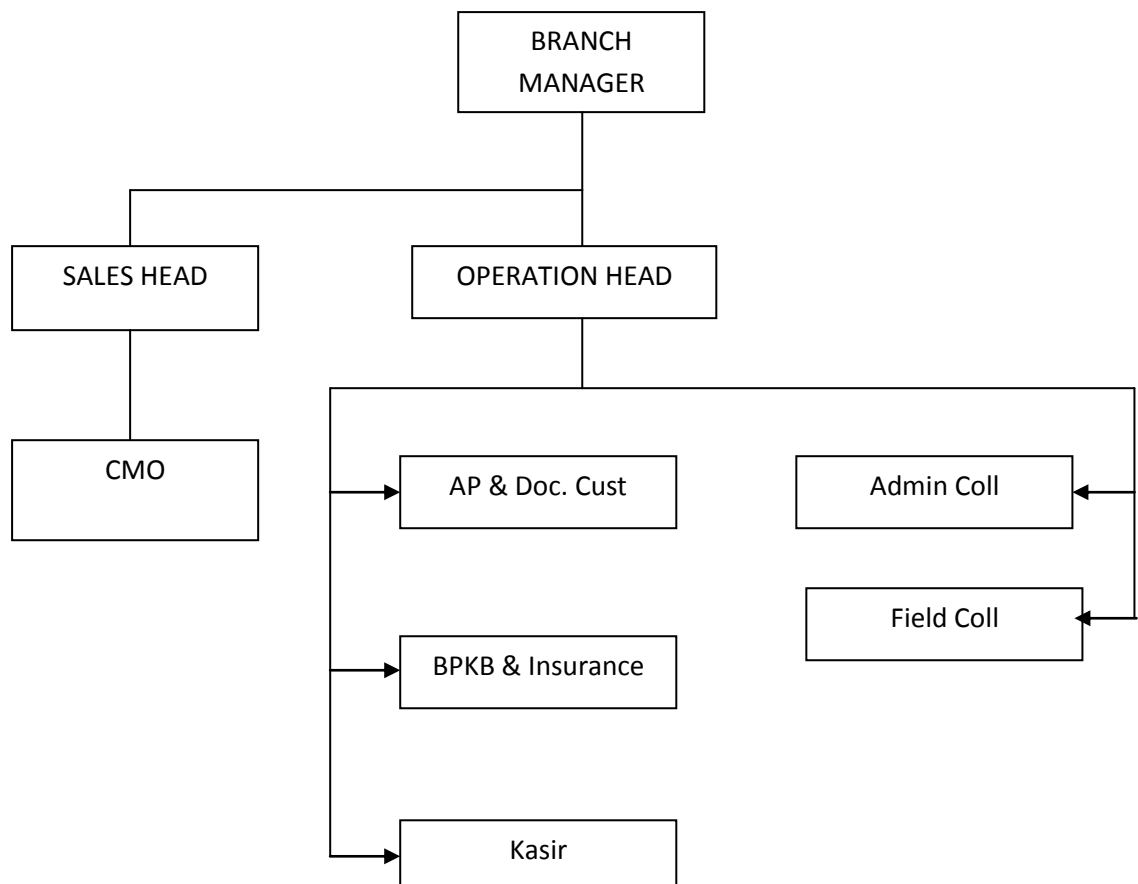 BRANCH
MANAGER
SALES HEAD
OPERATION HEAD
CMO
AP & Doc. Cust
Admin Coll
Field Coll
BPKB & Insurance
Kasir